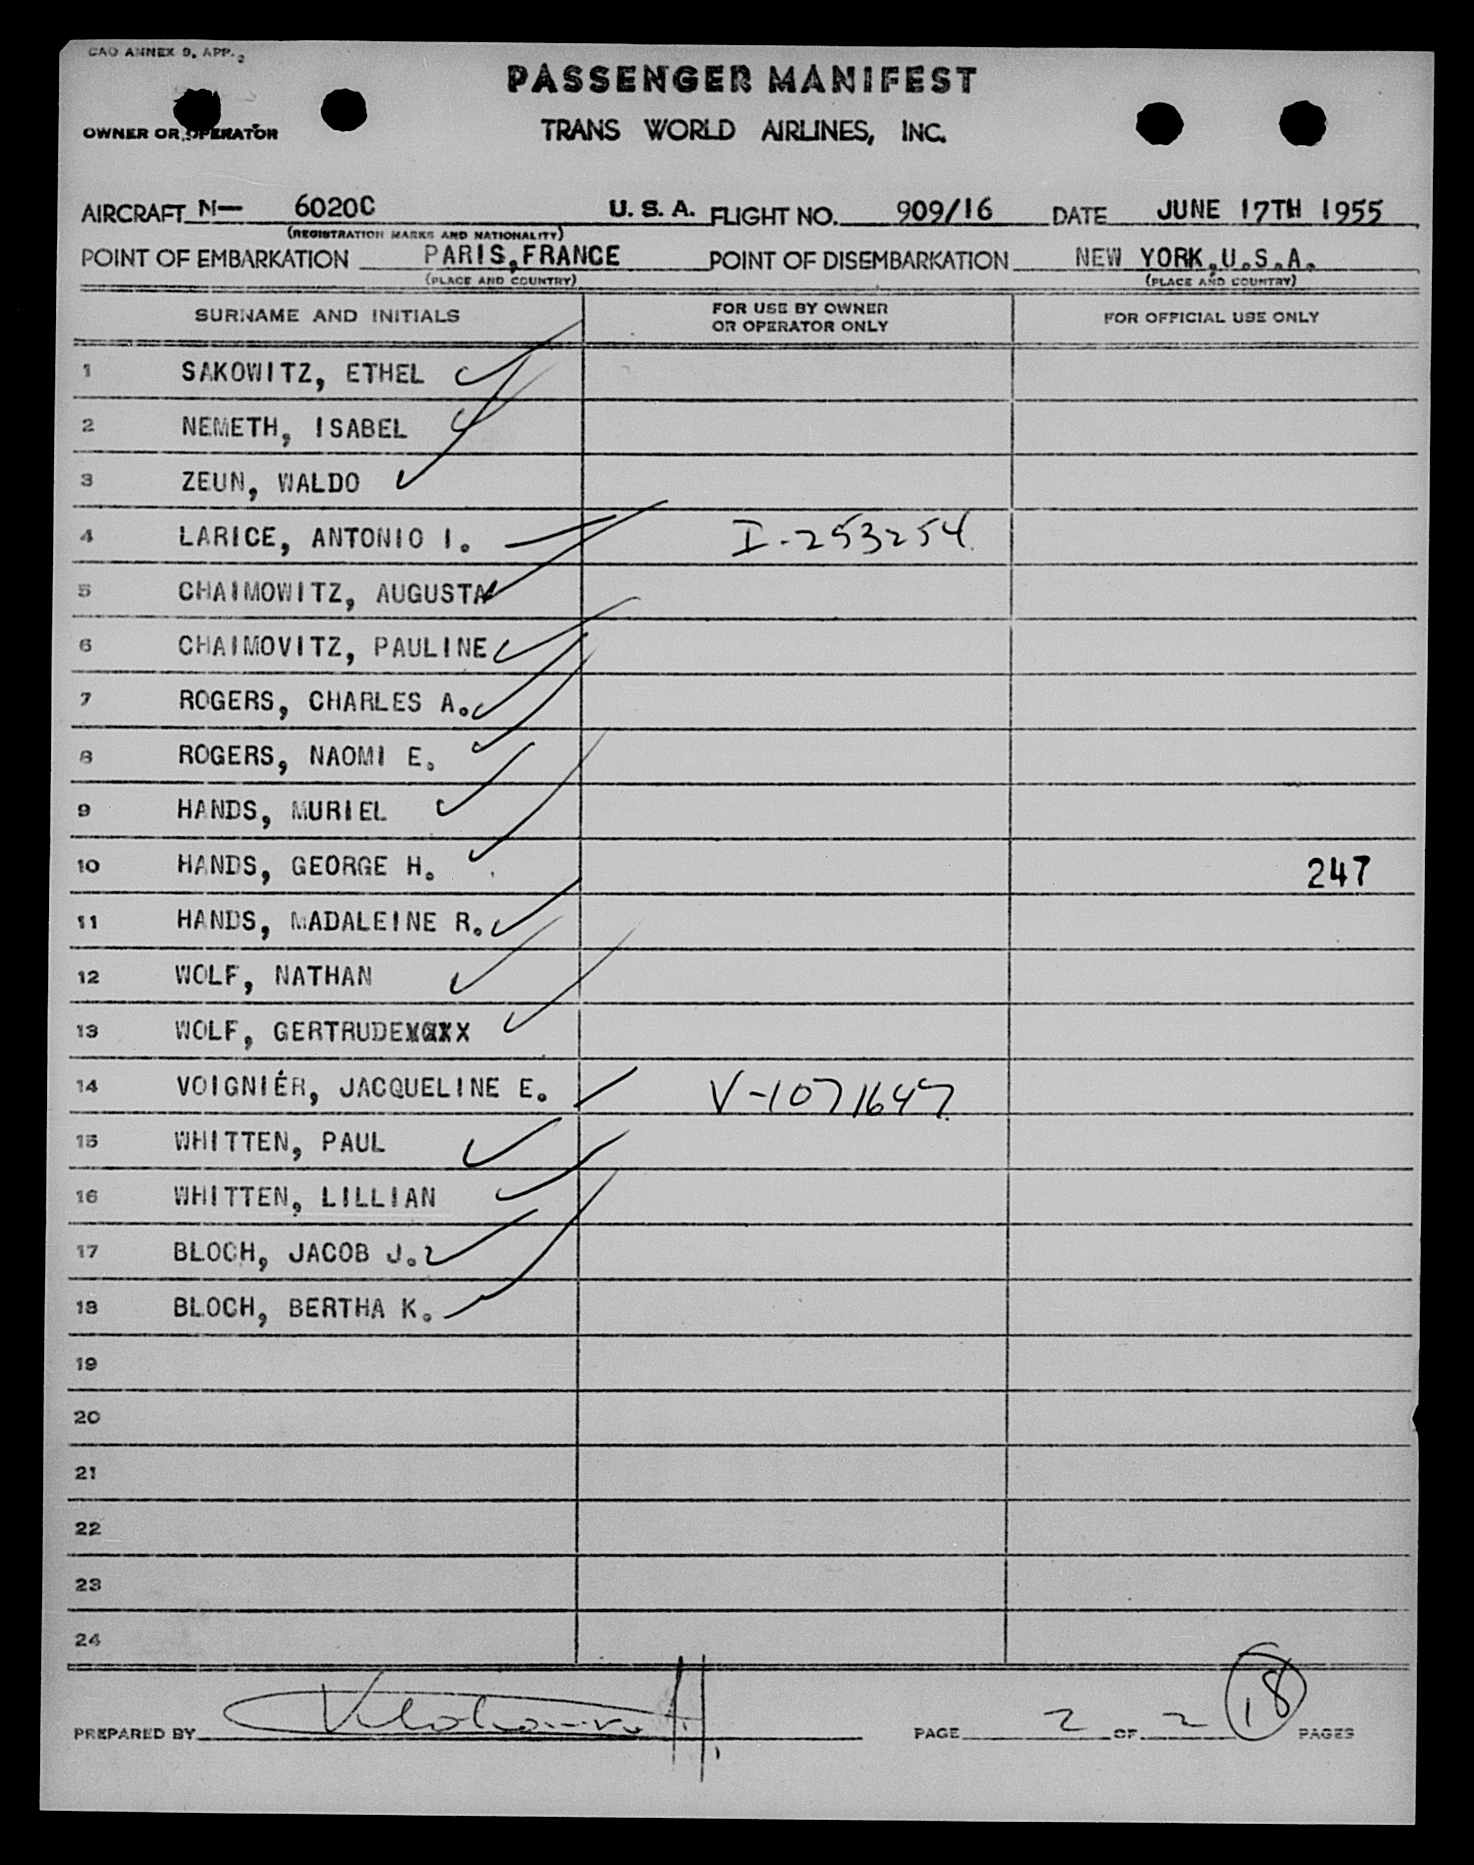 CAO ANNEX 9, APP. 2
PASSENGER MANIFEST
OWNER OR OPERATOR
TRANS WORLD AIRLINES, INC.
AIRCRAFT N— 6020C U. S. A. FLIGHT NO. 909/16 DATE JUNE 17TH 1955
(REGISTRATION MARKS AND NATIONALITY)
POINT OF EMBARKATION PARIS,FRANCE POINT OF DISEMBARKATION NEW YORK,U.S.A.
(PLACE AND COUNTRY) (PLACE AND COUNTRY)
SURNAME AND INITIALS FOR USE BY OWNER OR OPERATOR ONLY FOR OFFICIAL USE ONLY
1 SAKOWITZ, ETHEL
2 NEMETH, ISABEL
3 ZEUN, WALDO
4 LARICE, ANTONIO I. I-253254
5 CHAIMOWITZ, AUGUSTA
6 CHAIMOVITZ, PAULINE
7 ROGERS, CHARLES A.
8 ROGERS, NAOMI E.
9 HANDS, MURIEL
10 HANDS, GEORGE H. 247
11 HANDS, MADALEINE R.
12 WOLF, NATHAN
13 WOLF, GERTRUDE
14 VOIGNIÉR, JACQUELINE E. V-1071647
15 WHITTEN, PAUL
16 WHITTEN, LILLIAN
17 BLOCH, JACOB J.
18 BLOCH, BERTHA K.
19
20
21
22
23
24
PREPARED BY PAGE 2 OF 2 18 PAGES